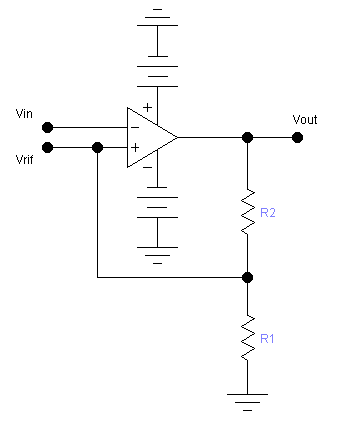 +
Vin
−
Vout
Vrif
+
−
R2
R1